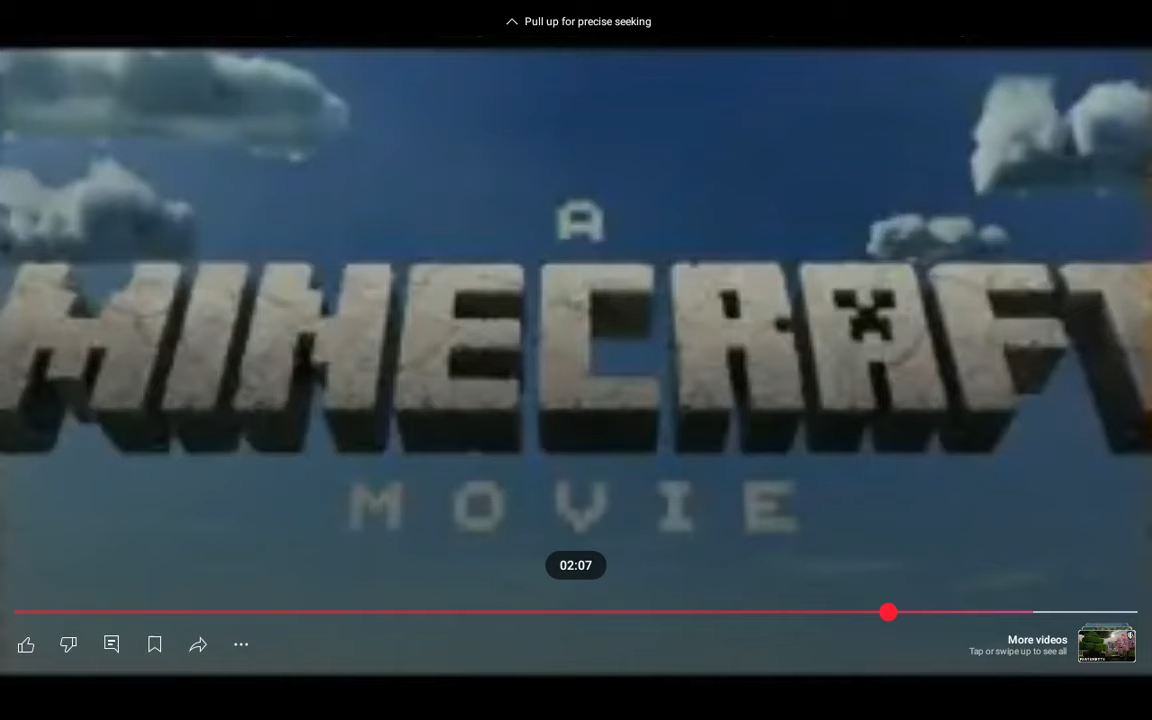 Pull up for precise seeking
A
MINECRAFT
MOVIE
02:07
More videos
Tap or swipe up to see all